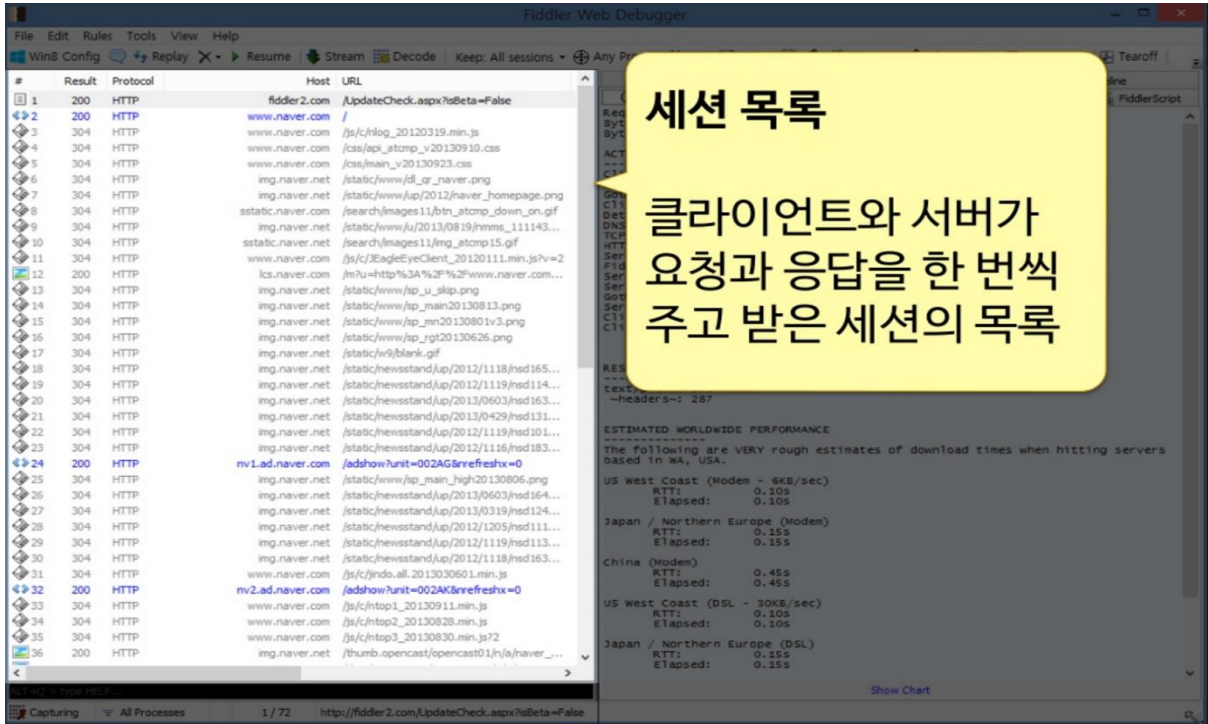 Fiddler Web Debugger
File Edit Rules Tools View Help
Win8 Config Replay Resume Stream Decode Keep: All sessions Any Tearoff
# Result Protocol Host URL
1 200 HTTP fiddler2.com /UpdateCheck.aspx?isBeta=False
2 200 HTTP www.naver.com /
3 304 HTTP www.naver.com /js/c/nlog_20120319.min.js
4 304 HTTP www.naver.com /css/api_atcmp_v20130910.css
5 304 HTTP www.naver.com /css/main_v20130923.css
6 304 HTTP img.naver.net /static/www/dl_qr_naver.png
7 304 HTTP img.naver.net /static/www/up/2012/naver_homepage.png
8 304 HTTP sstatic.naver.com /search/images11/btn_atcmp_down_on.gif
9 304 HTTP img.naver.net /static/www/u/2013/0819/nmms_111143...
10 304 HTTP sstatic.naver.com /search/images11/img_atcmp15.gif
11 304 HTTP www.naver.com /js/c/JEagleEyeClient_20120111.min.js?v=2
12 200 HTTP lcs.naver.com /m?u=http%3A%2F%2Fwww.naver.com...
13 304 HTTP img.naver.net /static/www/sp_u_skip.png
14 304 HTTP img.naver.net /static/www/sp_main20130813.png
15 304 HTTP img.naver.net /static/www/sp_mn20130801v3.png
16 304 HTTP img.naver.net /static/www/sp_rgt20130626.png
17 304 HTTP img.naver.net /static/w9/blank.gif
18 304 HTTP img.naver.net /static/newsstand/up/2012/1118/nsd165...
19 304 HTTP img.naver.net /static/newsstand/up/2012/1119/nsd114...
20 304 HTTP img.naver.net /static/newsstand/up/2013/0603/nsd163...
21 304 HTTP img.naver.net /static/newsstand/up/2013/0429/nsd131...
22 304 HTTP img.naver.net /static/newsstand/up/2012/1119/nsd101...
23 304 HTTP img.naver.net /static/newsstand/up/2012/1116/nsd183...
24 200 HTTP nv1.ad.naver.com /adshow?unit=002AG&nrefreshx=0
25 304 HTTP img.naver.net /static/www/sp_main_high20130806.png
26 304 HTTP img.naver.net /static/newsstand/up/2013/0603/nsd164...
27 304 HTTP img.naver.net /static/newsstand/up/2013/0319/nsd124...
28 304 HTTP img.naver.net /static/newsstand/up/2012/1205/nsd111...
29 304 HTTP img.naver.net /static/newsstand/up/2012/1119/nsd113...
30 304 HTTP img.naver.net /static/newsstand/up/2012/1118/nsd163...
31 304 HTTP www.naver.com /js/c/jindo.all.2013030601.min.js
32 200 HTTP nv2.ad.naver.com /adshow?unit=002AK&nrefreshx=0
33 304 HTTP www.naver.com /js/c/ntop1_20130911.min.js
34 304 HTTP www.naver.com /js/c/ntop2_20130828.min.js
35 304 HTTP www.naver.com /js/c/ntop3_20130830.min.js?2
36 200 HTTP img.naver.net /thumb.opencast/opencast01/n/a/naver_...
세션 목록
클라이언트와 서버가
요청과 응답을 한 번씩
주고 받은 세션의 목록
FiddlerScript
~headers~: 287
ESTIMATED WORLDWIDE PERFORMANCE
--------------
The following are VERY rough estimates of download times when hitting servers
based in WA, USA.
US West Coast (Modem - 6KB/sec)
RTT: 0.10s
Elapsed: 0.10s
Japan / Northern Europe (Modem)
RTT: 0.15s
Elapsed: 0.15s
China (Modem)
RTT: 0.45s
Elapsed: 0.45s
US West Coast (DSL - 30KB/sec)
RTT: 0.10s
Elapsed: 0.10s
Japan / Northern Europe (DSL)
RTT: 0.15s
Elapsed: 0.15s
Show Chart
ALT+Q > type HELP...
Capturing All Processes 1 / 72 http://fiddler2.com/UpdateCheck.aspx?isBeta=False